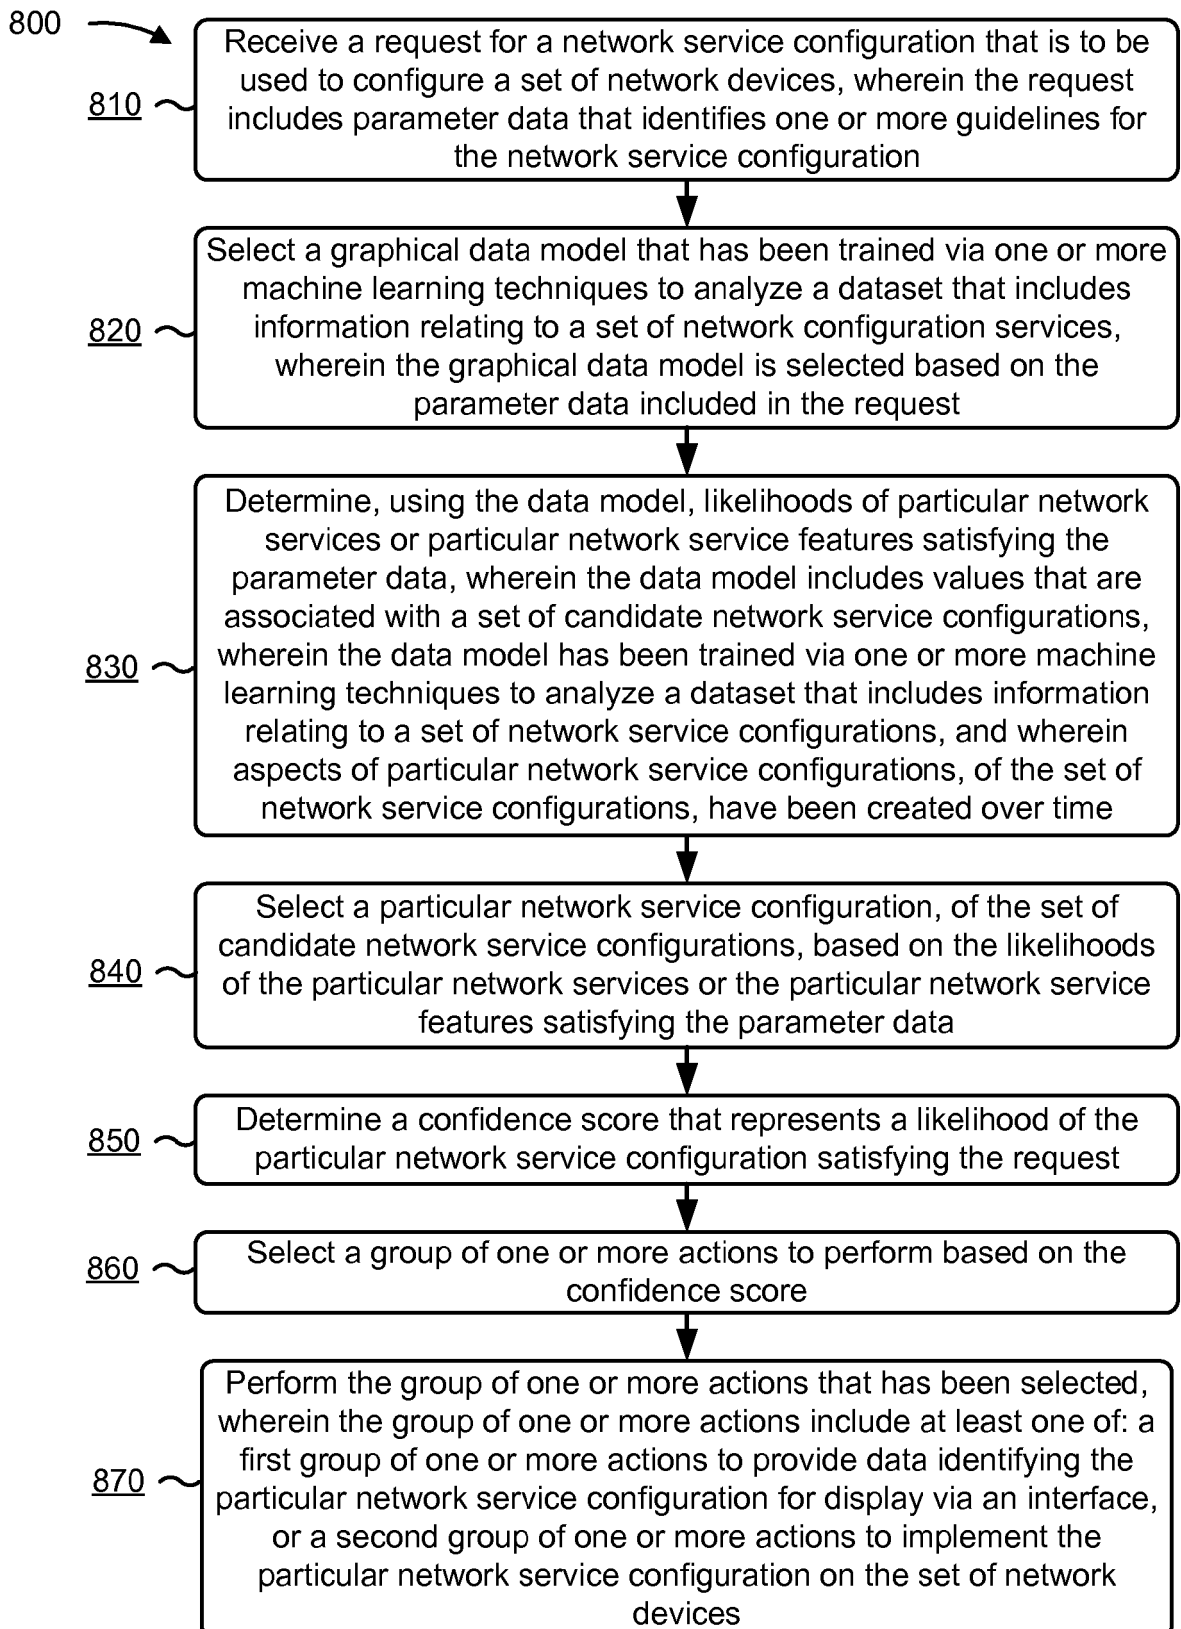 800
Receive a request for a network service configuration that is to be
used to configure a set of network devices, wherein the request
includes parameter data that identifies one or more guidelines for
the network service configuration
810
Select a graphical data model that has been trained via one or more
machine learning techniques to analyze a dataset that includes
information relating to a set of network configuration services,
wherein the graphical data model is selected based on the
parameter data included in the request
820
Determine, using the data model, likelihoods of particular network
services or particular network service features satisfying the
parameter data, wherein the data model includes values that are
associated with a set of candidate network service configurations,
wherein the data model has been trained via one or more machine
learning techniques to analyze a dataset that includes information
relating to a set of network service configurations, and wherein
aspects of particular network service configurations, of the set of
network service configurations, have been created over time
830
Select a particular network service configuration, of the set of
candidate network service configurations, based on the likelihoods
of the particular network services or the particular network service
features satisfying the parameter data
840
Determine a confidence score that represents a likelihood of the
particular network service configuration satisfying the request
850
Select a group of one or more actions to perform based on the
confidence score
860
Perform the group of one or more actions that has been selected,
wherein the group of one or more actions include at least one of: a
first group of one or more actions to provide data identifying the
particular network service configuration for display via an interface,
or a second group of one or more actions to implement the
particular network service configuration on the set of network
devices
870